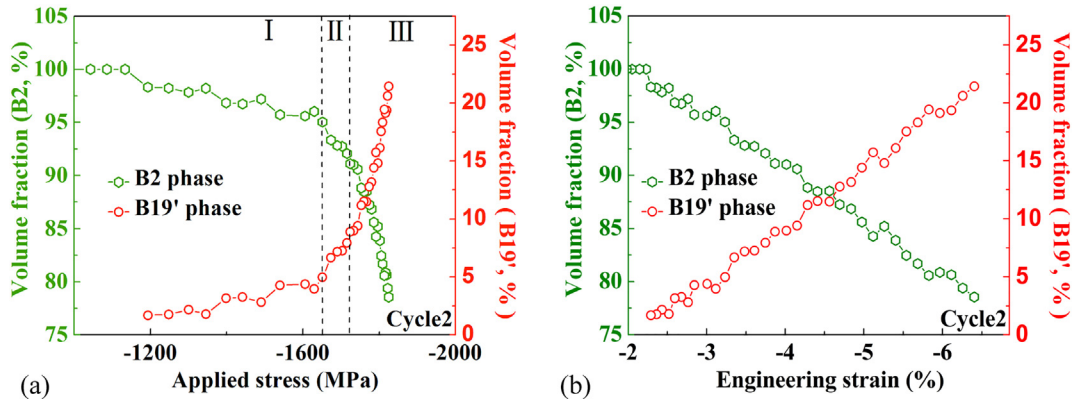 105
100
95
90
85
80
75
Volume fraction (B2, %)
I
II
III
B2 phase
B19' phase
Cycle2
25
20
15
10
5
0
Volume fraction ( B19', %)
-1200
-1600
-2000
Applied stress (MPa)
(a)
105
100
95
90
85
80
75
Volume fraction (B2, %)
B2 phase
B19' phase
Cycle2
25
20
15
10
5
0
Volume fraction ( B19', %)
-2
-3
-4
-5
-6
Engineering strain (%)
(b)